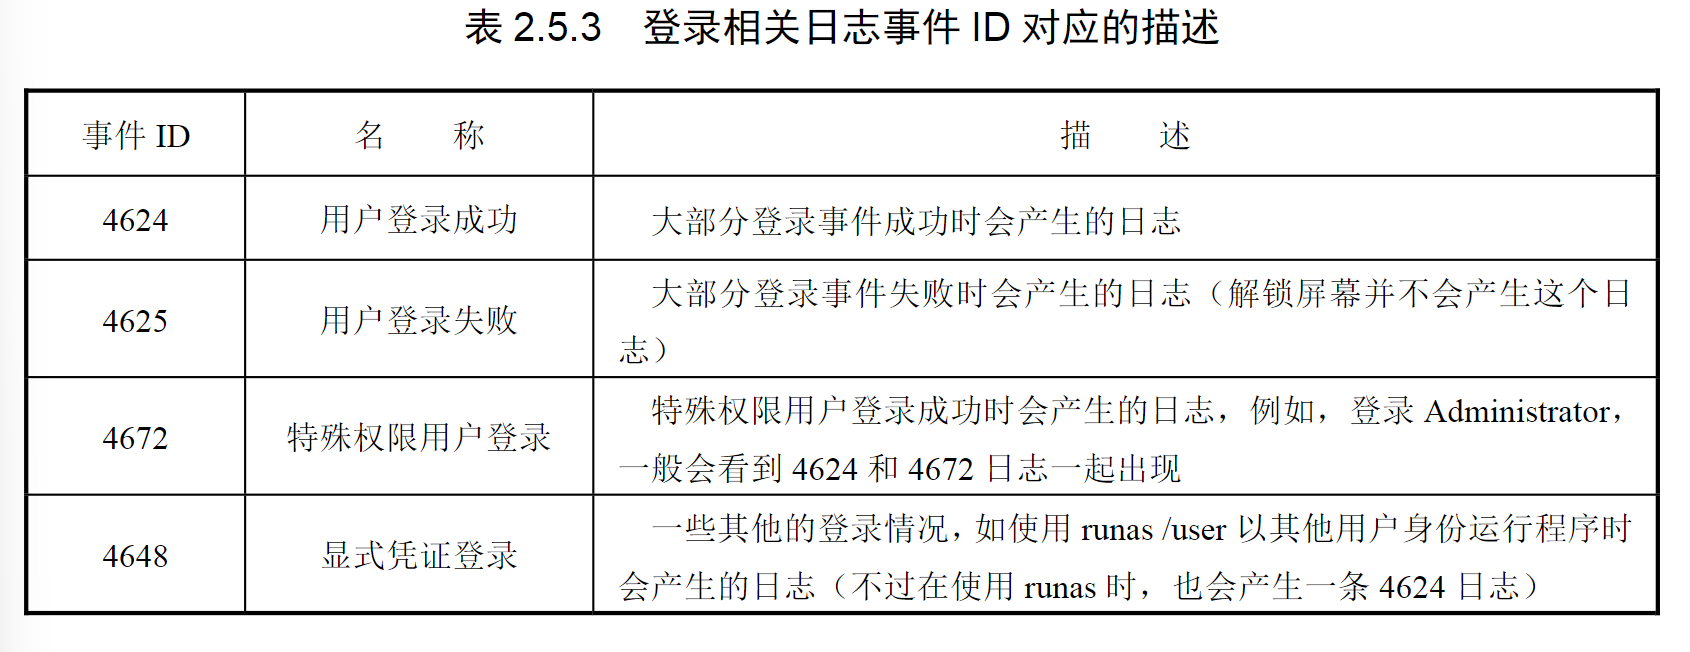 表 2.5.3 登录相关日志事件 ID 对应的描述
事件 ID 名 称 描 述
4624 用户登录成功 大部分登录事件成功时会产生的日志
4625 用户登录失败 大部分登录事件失败时会产生的日志（解锁屏幕并不会产生这个日
志）
4672 特殊权限用户登录 特殊权限用户登录成功时会产生的日志，例如，登录 Administrator，
一般会看到 4624 和 4672 日志一起出现
4648 显式凭证登录 一些其他的登录情况，如使用 runas /user 以其他用户身份运行程序时
会产生的日志（不过在使用 runas 时，也会产生一条 4624 日志）